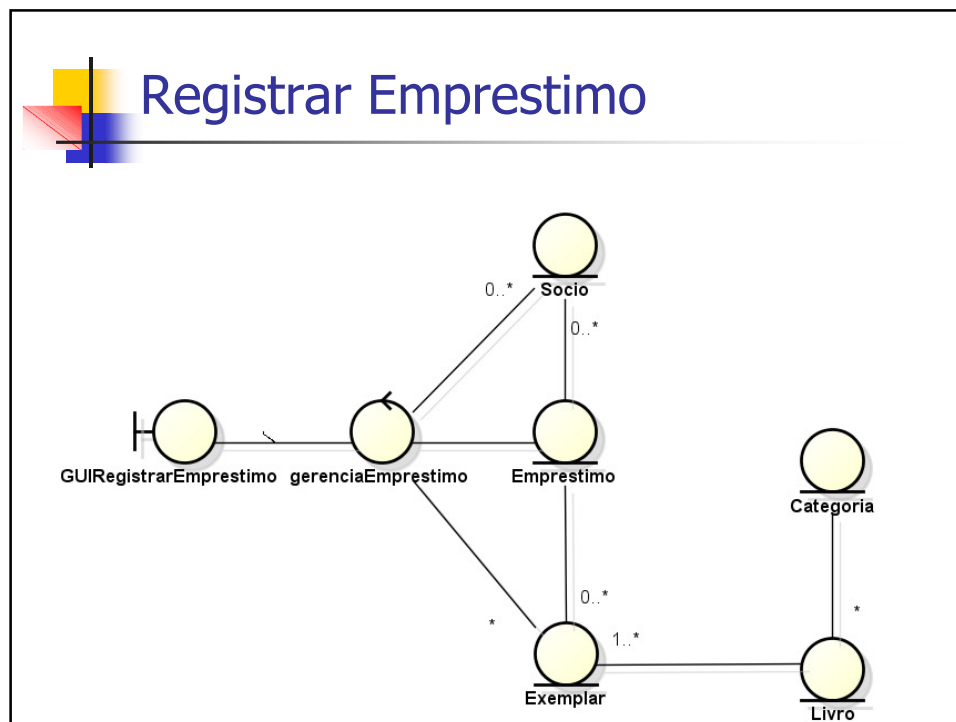 Registrar Emprestimo
0..*
Socio
0..*
GUIRegistrarEmprestimo
gerenciaEmprestimo
Emprestimo
Categoria
0..*
*
*
1..*
Exemplar
Livro